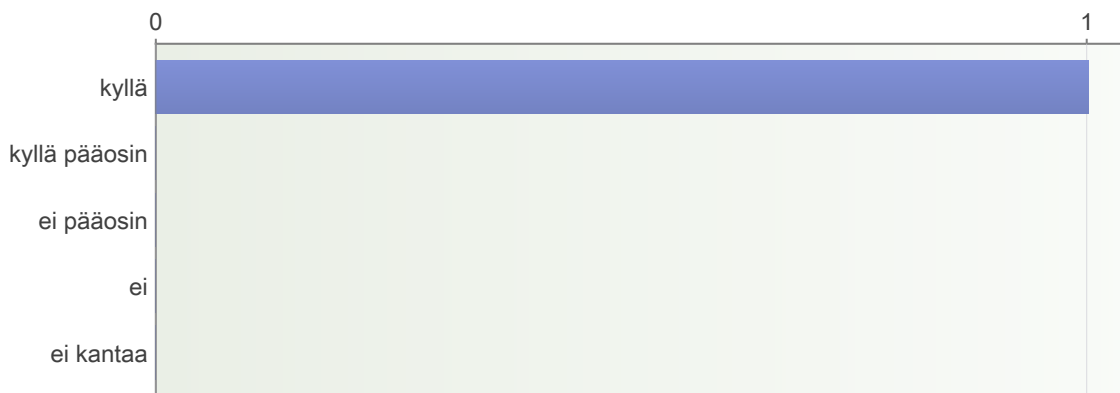 0 1
kyllä
kyllä pääosin
ei pääosin
ei
ei kantaa